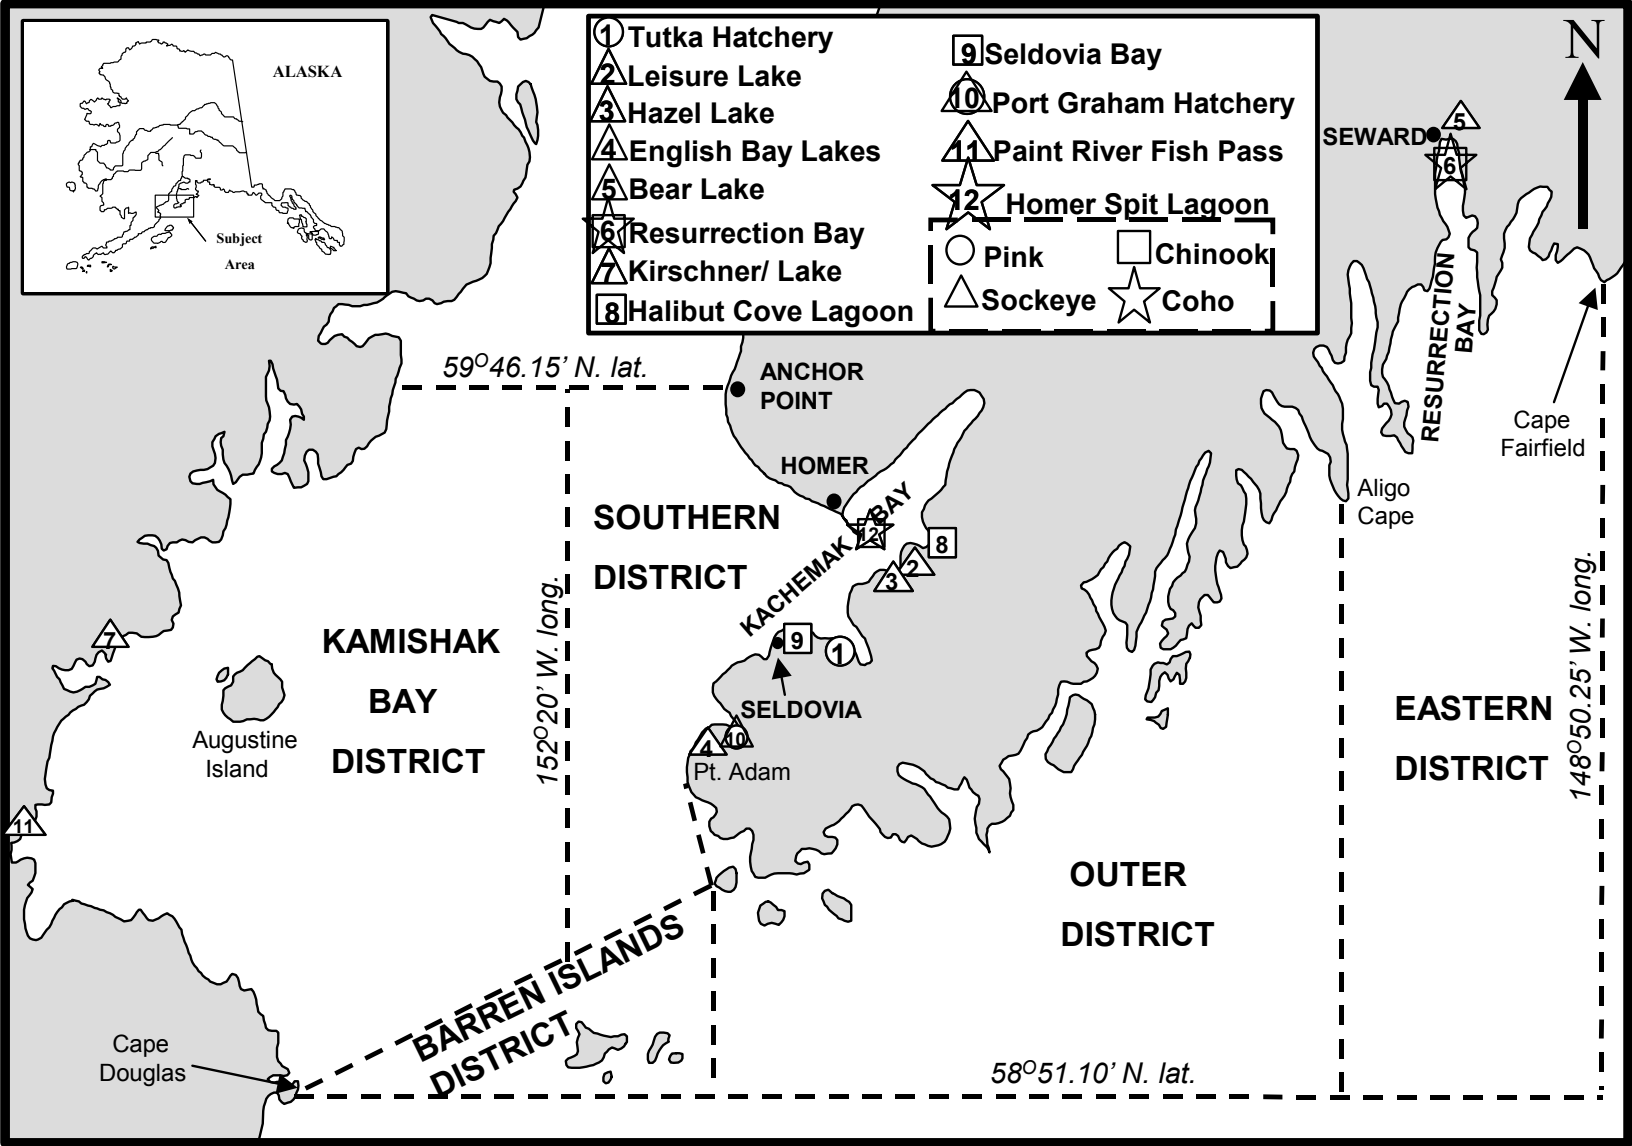 ALASKA
Subject
Area
1 Tutka Hatchery
2 Leisure Lake
3 Hazel Lake
4 English Bay Lakes
5 Bear Lake
6 Resurrection Bay
7 Kirschner/ Lake
8 Halibut Cove Lagoon
9 Seldovia Bay
10 Port Graham Hatchery
11 Paint River Fish Pass
12 Homer Spit Lagoon
Pink
Chinook
Sockeye
Coho
N
SEWARD
5
6
RESURRECTION
BAY
Cape
Fairfield
59O46.15’ N. lat.
ANCHOR
POINT
HOMER
KACHEMAK BAY
12
8
2
3
Aligo
Cape
SOUTHERN
DISTRICT
152O20’ W. long.
148O50.25’ W. long.
7
KAMISHAK
BAY
DISTRICT
Augustine
Island
9
1
SELDOVIA
10
4
Pt. Adam
EASTERN
DISTRICT
11
OUTER
DISTRICT
BARREN ISLANDS
DISTRICT
Cape
Douglas
58O51.10’ N. lat.